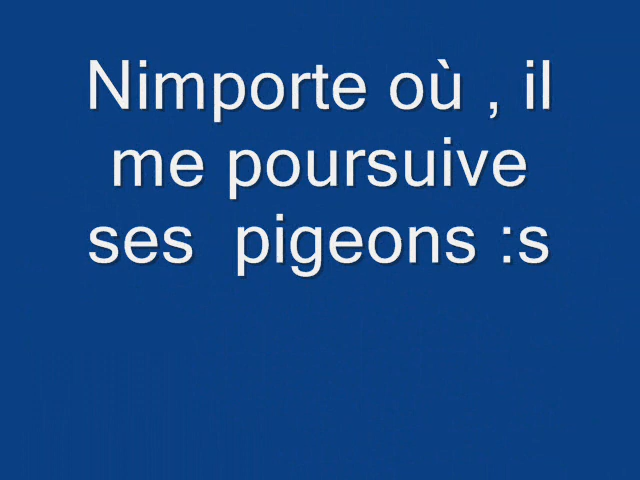 Nimporte où , il
me poursuive
ses  pigeons :s